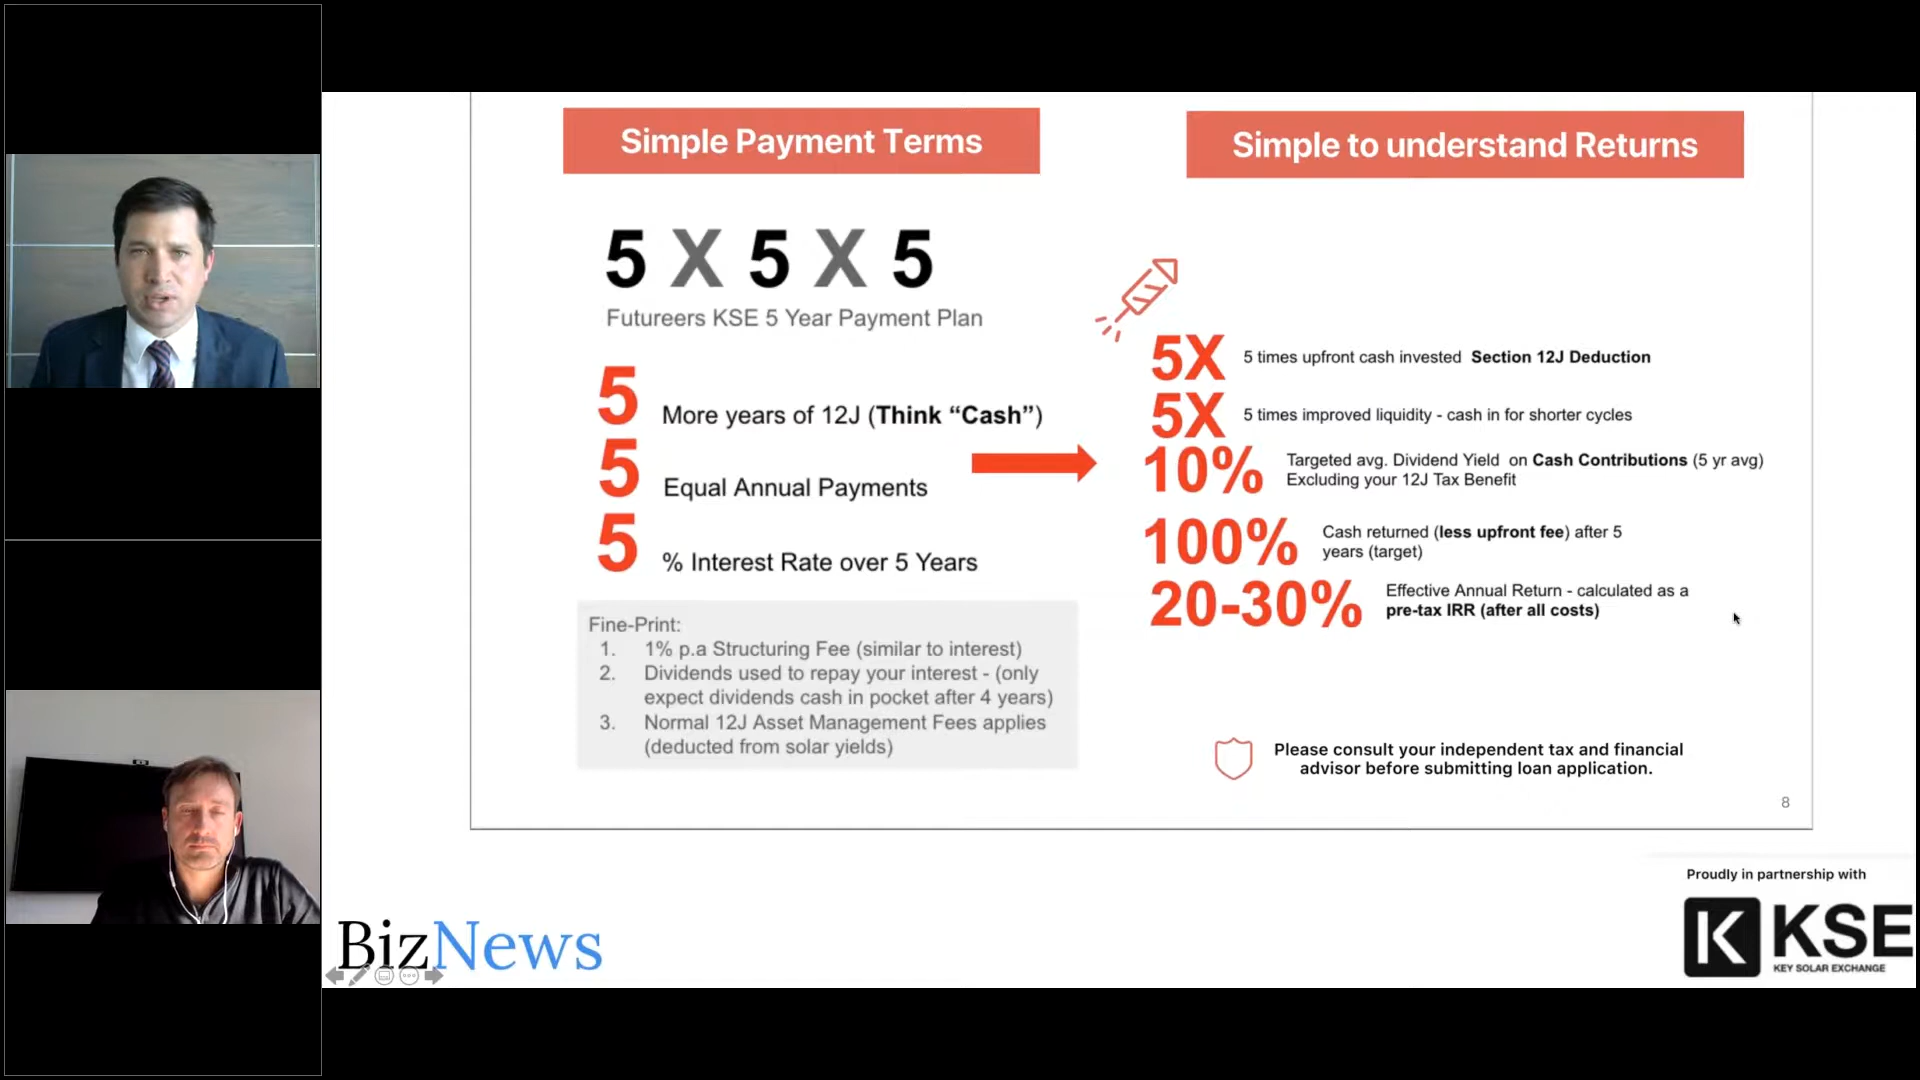 Simple Payment Terms
5 X 5 X 5
Futureers KSE 5 Year Payment Plan
5 More years of 12J (Think “Cash”)
5 Equal Annual Payments
5 % Interest Rate over 5 Years
Fine-Print:
1. 1% p.a Structuring Fee (similar to interest)
2. Dividends used to repay your interest - (only
expect dividends cash in pocket after 4 years)
3. Normal 12J Asset Management Fees applies
(deducted from solar yields)
Simple to understand Returns
5X 5 times upfront cash invested Section 12J Deduction
5X 5 times improved liquidity - cash in for shorter cycles
10% Targeted avg. Dividend Yield on Cash Contributions (5 yr avg)
Excluding your 12J Tax Benefit
100% Cash returned (less upfront fee) after 5
years (target)
20-30% Effective Annual Return - calculated as a
pre-tax IRR (after all costs)
Please consult your independent tax and financial
advisor before submitting loan application.
8
BizNews
Proudly in partnership with
K KSE
KEY SOLAR EXCHANGE